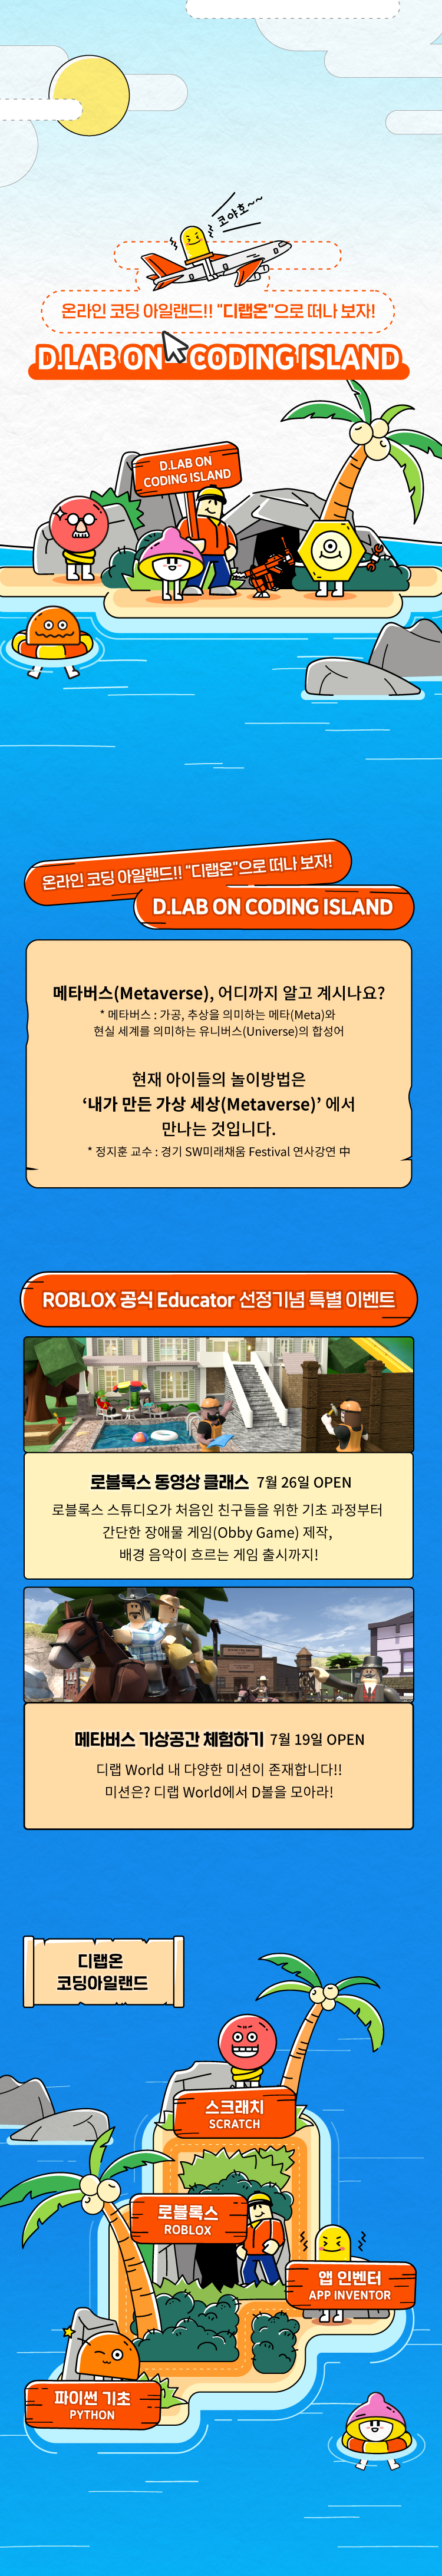 코야호~~
온라인 코딩 아일랜드!! "디랩온"으로 떠나 보자!
D.LAB ON CODING ISLAND
D.LAB ON
CODING ISLAND
온라인 코딩 아일랜드!! "디랩온"으로 떠나 보자!
D.LAB ON CODING ISLAND
메타버스(Metaverse), 어디까지 알고 계시나요?
* 메타버스 : 가공, 추상을 의미하는 메타(Meta)와
현실 세계를 의미하는 유니버스(Universe)의 합성어
현재 아이들의 놀이방법은
‘내가 만든 가상 세상(Metaverse)’ 에서
만나는 것입니다.
* 정지훈 교수 : 경기 SW미래채움 Festival 연사강연 中
ROBLOX 공식 Educator 선정기념 특별 이벤트
로블록스 동영상 클래스 7월 26일 OPEN
로블록스 스튜디오가 처음인 친구들을 위한 기초 과정부터
간단한 장애물 게임(Obby Game) 제작,
배경 음악이 흐르는 게임 출시까지!
메타버스 가상공간 체험하기 7월 19일 OPEN
디랩 World 내 다양한 미션이 존재합니다!!
미션은? 디랩 World에서 D볼을 모아라!
디랩온
코딩아일랜드
스크래치
SCRATCH
로블록스
ROBLOX
앱 인벤터
APP INVENTOR
파이썬 기초
PYTHON